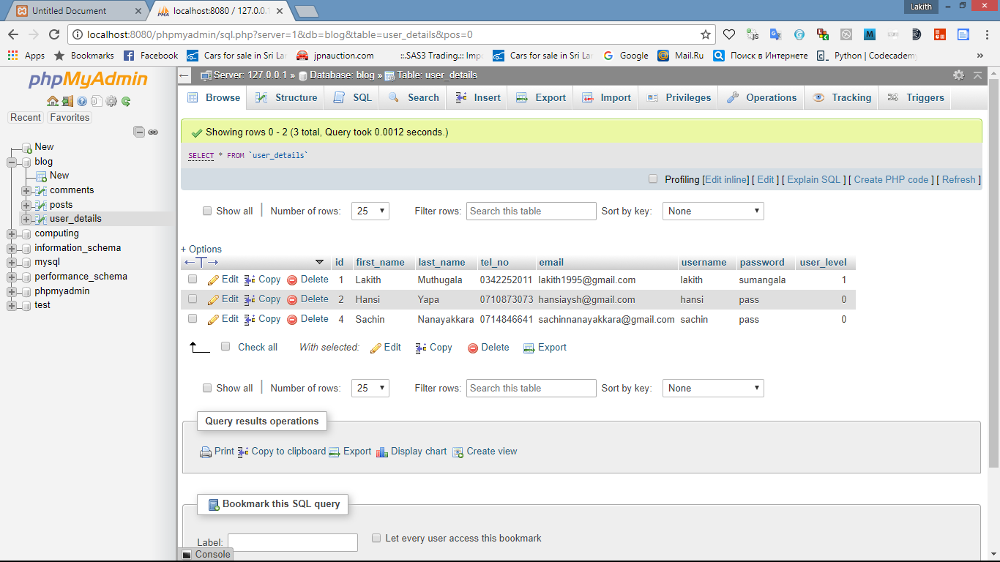 Lakith
Untitled Document
localhost:8080 / 127.0.0.1
localhost:8080/phpmyadmin/sql.php?server=1&db=blog&table=user_details&pos=0
Apps Bookmarks Facebook Cars for sale in Sri Lan jpnauction.com ::.SAS3 Trading.:: Impo Cars for sale in Sri Lan Google Mail.Ru Поиск в Интернете Python | Codecademy »
phpMyAdmin
Recent Favorites
New
blog
New
comments
posts
user_details
computing
information_schema
mysql
performance_schema
phpmyadmin
test
Server: 127.0.0.1 » Database: blog » Table: user_details
Browse Structure SQL Search Insert Export Import Privileges Operations Tracking Triggers
Showing rows 0 - 2 (3 total, Query took 0.0012 seconds.)
SELECT * FROM `user_details`
Profiling [Edit inline] [ Edit ] [ Explain SQL ] [ Create PHP code ] [ Refresh ]
Show all | Number of rows: 25 Filter rows: Search this table Sort by key: None
+ Options
←T→ id first_name last_name tel_no email username password user_level
Edit Copy Delete 1 Lakith Muthugala 0342252011 lakith1995@gmail.com lakith sumangala 1
Edit Copy Delete 2 Hansi Yapa 0710873073 hansiaysh@gmail.com hansi pass 0
Edit Copy Delete 4 Sachin Nanayakkara 0714846641 sachinnanayakkara@gmail.com sachin pass 0
Check all With selected: Edit Copy Delete Export
Show all | Number of rows: 25 Filter rows: Search this table Sort by key: None
Query results operations
Print Copy to clipboard Export Display chart Create view
Bookmark this SQL query
Label: Let every user access this bookmark
Console